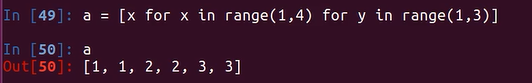 In [49]: a = [x for x in range(1,4) for y in range(1,3)]
In [50]: a
Out[50]: [1, 1, 2, 2, 3, 3]